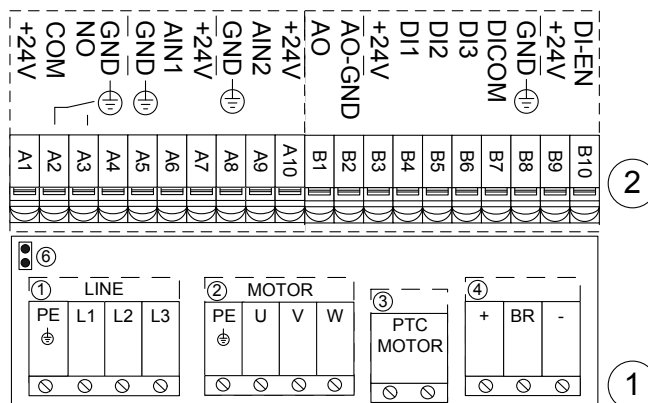 +24V COM NO GND GND AIN1 +24V GND AIN2 +24V AO AO-GND +24V DI1 DI2 DI3 DICOM GND +24V DI-EN
A1 A2 A3 A4 A5 A6 A7 A8 A9 A10 B1 B2 B3 B4 B5 B6 B7 B8 B9 B10
2
6
1 LINE 2 MOTOR 3 4
PE L1 L2 L3 PE U V W PTC MOTOR + BR -
1